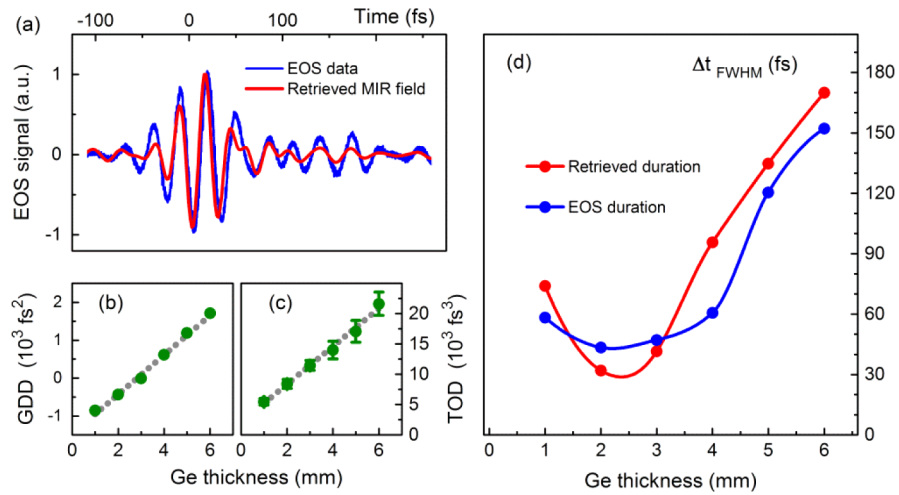 (a)
Time (fs)
-100 0 100
EOS data
Retrieved MIR field
EOS signal (a.u.)
1
0
-1
(b)
GDD (10³ fs²)
2
1
0
-1
0 2 4 6
(c)
TOD (10³ fs³)
20
15
10
5
0
0 2 4 6
Ge thickness (mm)
(d)
Δt FWHM (fs)
Retrieved duration
EOS duration
180
150
120
90
60
30
0
0 1 2 3 4 5 6
Ge thickness (mm)